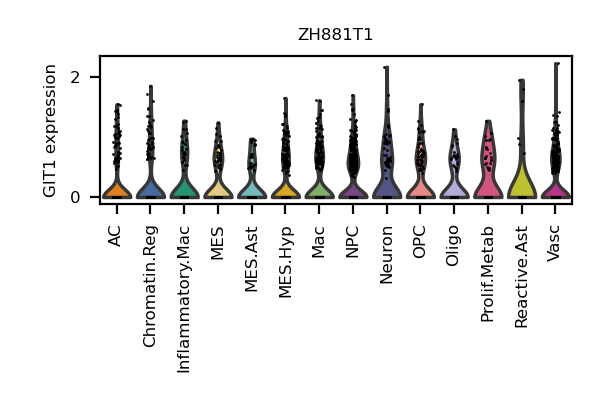 ZH881T1
GIT1 expression
2
0
AC
Chromatin.Reg
Inflammatory.Mac
MES
MES.Ast
MES.Hyp
Mac
NPC
Neuron
OPC
Oligo
Prolif.Metab
Reactive.Ast
Vasc